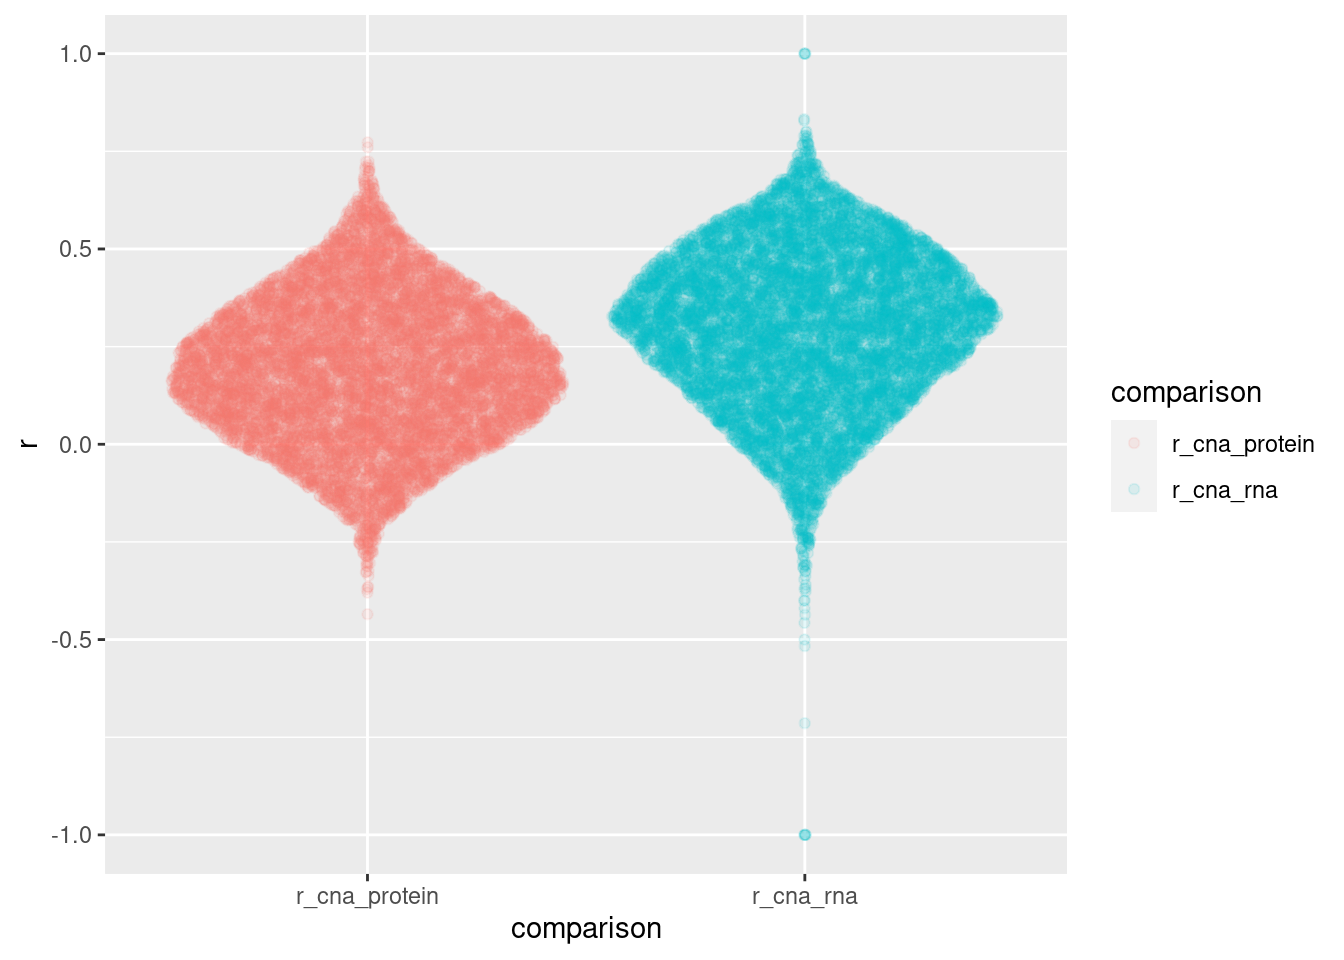 1.0
0.5
0.0
-0.5
-1.0
r
r_cna_protein
r_cna_rna
comparison
comparison
r_cna_protein
r_cna_rna